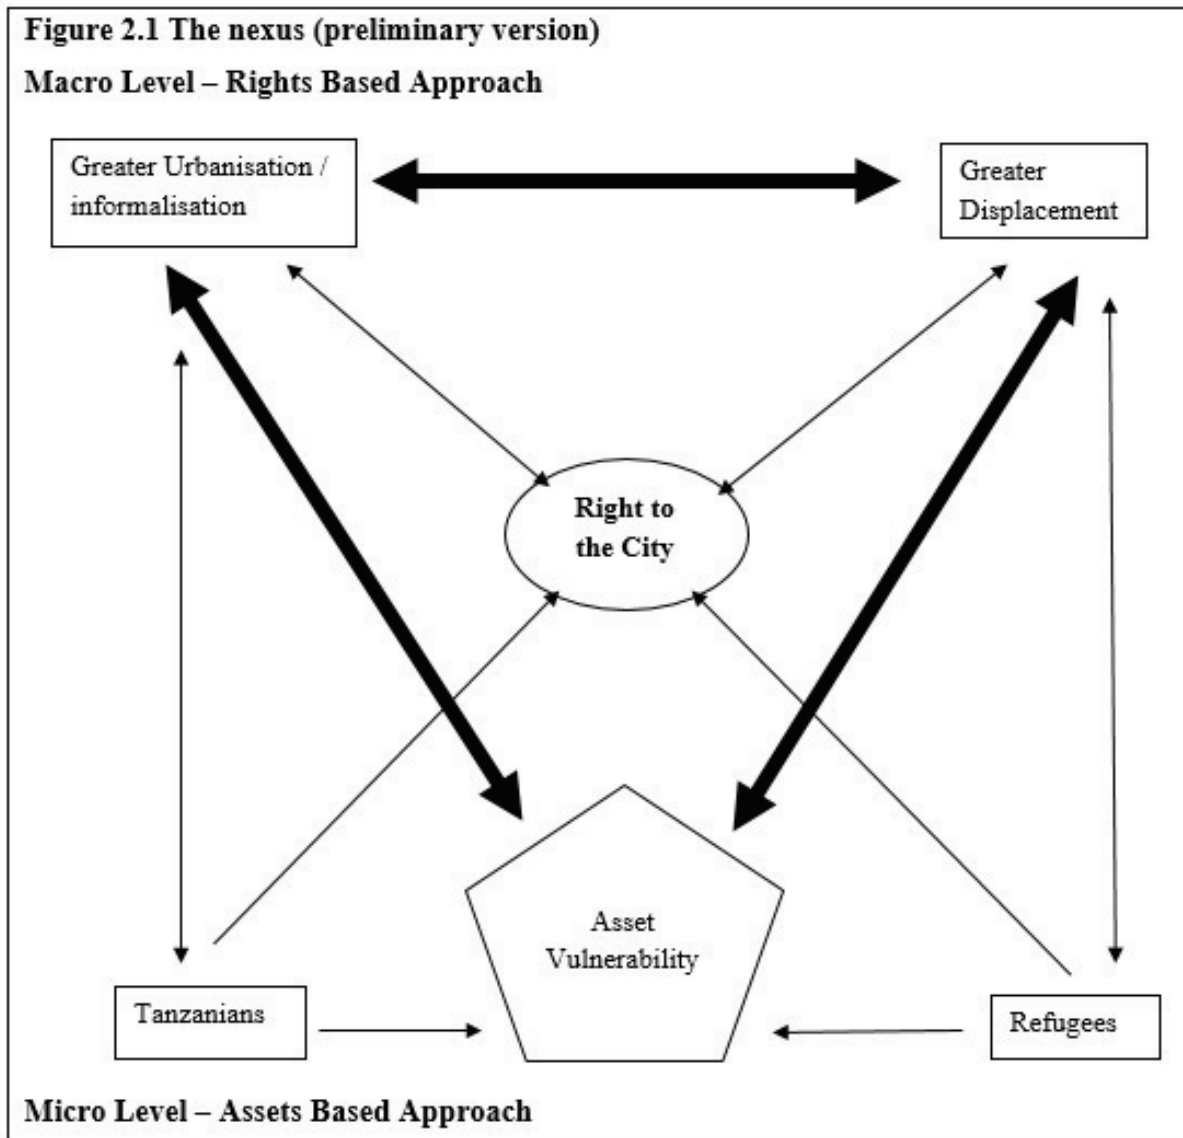 Figure 2.1 The nexus (preliminary version)
Macro Level – Rights Based Approach
Greater Urbanisation /
informalisation
Greater
Displacement
Right to
the City
Asset
Vulnerability
Tanzanians
Refugees
Micro Level – Assets Based Approach